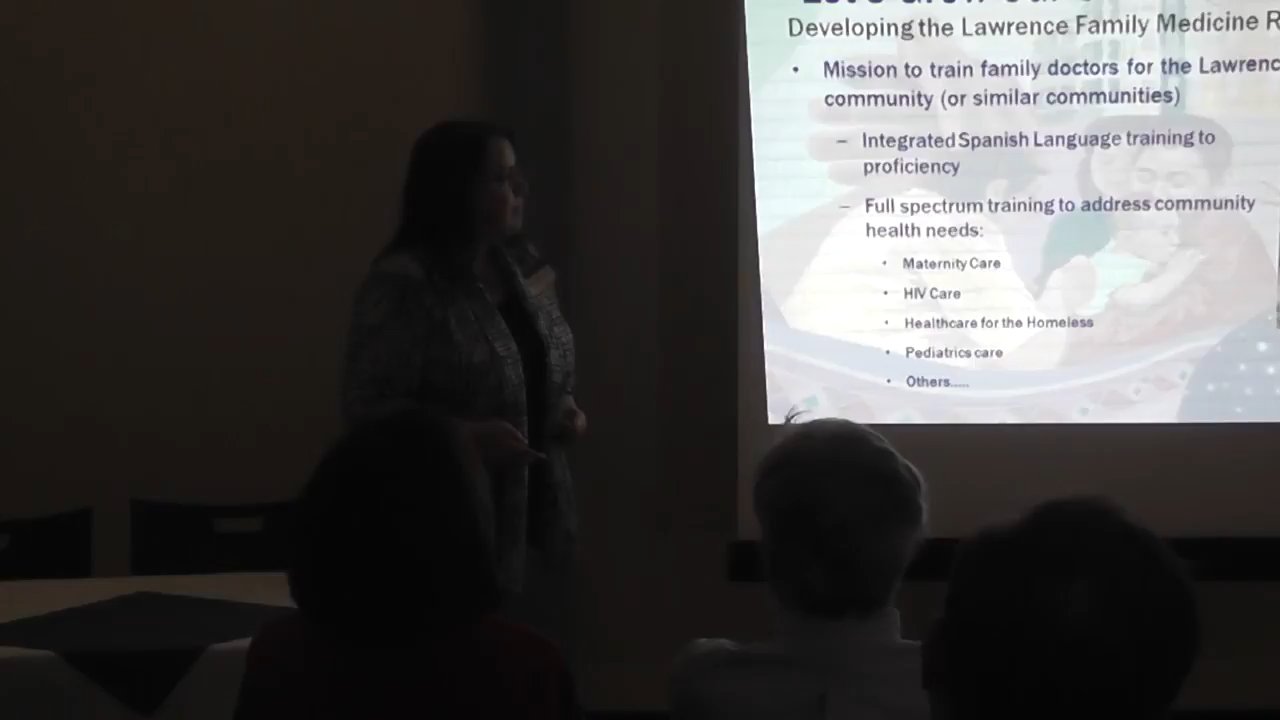 Developing the Lawrence Family Medicine R
• Mission to train family doctors for the Lawrenc
community (or similar communities)
– Integrated Spanish Language training to
proficiency
– Full spectrum training to address community
health needs:
• Maternity Care
• HIV Care
• Healthcare for the Homeless
• Pediatrics care
• Others.....